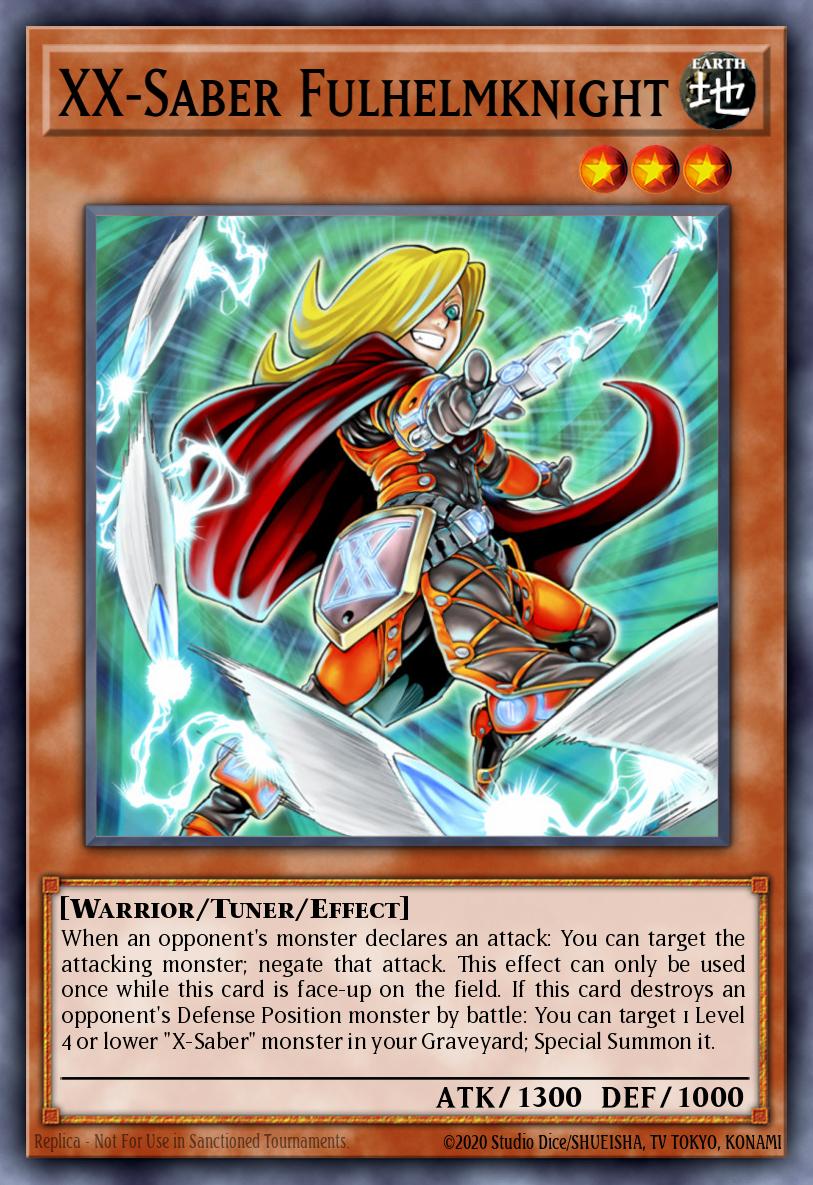 XX-Saber Fulhelmknight
EARTH
地
XX
[Warrior/Tuner/Effect]
When an opponent's monster declares an attack: You can target the
attacking monster; negate that attack. This effect can only be used
once while this card is face-up on the field. If this card destroys an
opponent's Defense Position monster by battle: You can target 1 Level
4 or lower "X-Saber" monster in your Graveyard; Special Summon it.
ATK/1300 DEF/1000
Replica - Not For Use in Sanctioned Tournaments.
©2020 Studio Dice/SHUEISHA, TV TOKYO, KONAMI